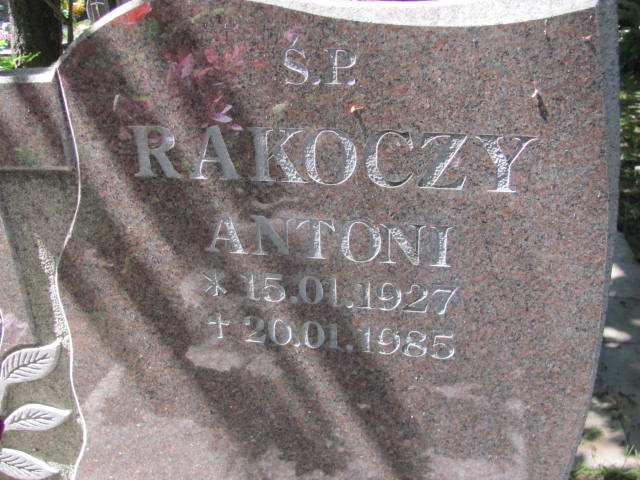 Ś.P.
RAKOCZY
ANTONI
* 15.01.1927
✝ 20.01.1985